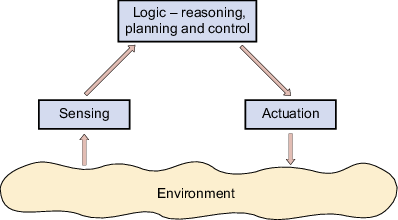 Logic – reasoning,
planning and control
Sensing
Actuation
Environment